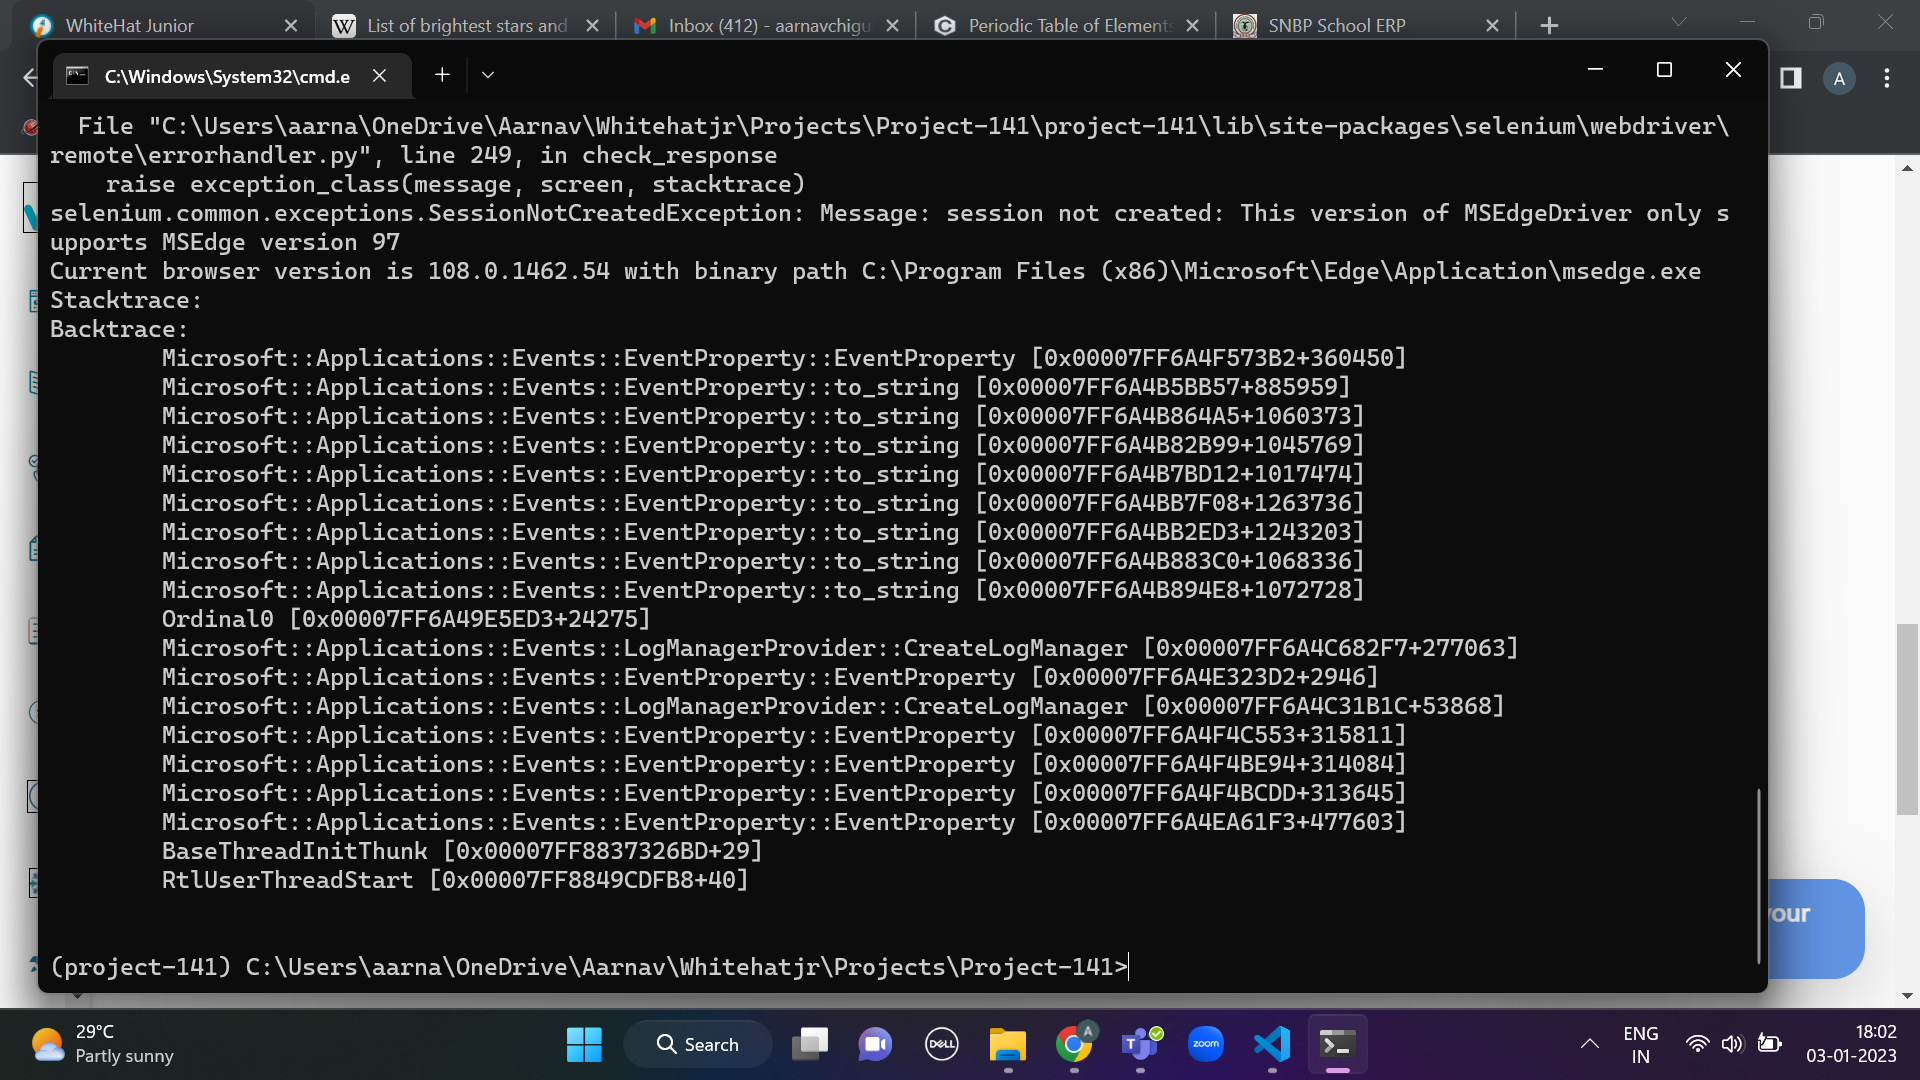 WhiteHat Junior
List of brightest stars and
Inbox (412) - aarnavchigu
Periodic Table of Elements
SNBP School ERP
C:\Windows\System32\cmd.e
A
File "C:\Users\aarna\OneDrive\Aarnav\Whitehatjr\Projects\Project-141\project-141\lib\site-packages\selenium\webdriver\
remote\errorhandler.py", line 249, in check_response
raise exception_class(message, screen, stacktrace)
selenium.common.exceptions.SessionNotCreatedException: Message: session not created: This version of MSEdgeDriver only s
upports MSEdge version 97
Current browser version is 108.0.1462.54 with binary path C:\Program Files (x86)\Microsoft\Edge\Application\msedge.exe
Stacktrace:
Backtrace:
Microsoft::Applications::Events::EventProperty::EventProperty [0x00007FF6A4F573B2+360450]
Microsoft::Applications::Events::EventProperty::to_string [0x00007FF6A4B5BB57+885959]
Microsoft::Applications::Events::EventProperty::to_string [0x00007FF6A4B864A5+1060373]
Microsoft::Applications::Events::EventProperty::to_string [0x00007FF6A4B82B99+1045769]
Microsoft::Applications::Events::EventProperty::to_string [0x00007FF6A4B7BD12+1017474]
Microsoft::Applications::Events::EventProperty::to_string [0x00007FF6A4BB7F08+1263736]
Microsoft::Applications::Events::EventProperty::to_string [0x00007FF6A4BB2ED3+1243203]
Microsoft::Applications::Events::EventProperty::to_string [0x00007FF6A4B883C0+1068336]
Microsoft::Applications::Events::EventProperty::to_string [0x00007FF6A4B894E8+1072728]
Ordinal0 [0x00007FF6A49E5ED3+24275]
Microsoft::Applications::Events::LogManagerProvider::CreateLogManager [0x00007FF6A4C682F7+277063]
Microsoft::Applications::Events::EventProperty::EventProperty [0x00007FF6A4E323D2+2946]
Microsoft::Applications::Events::LogManagerProvider::CreateLogManager [0x00007FF6A4C31B1C+53868]
Microsoft::Applications::Events::EventProperty::EventProperty [0x00007FF6A4F4C553+315811]
Microsoft::Applications::Events::EventProperty::EventProperty [0x00007FF6A4F4BE94+314084]
Microsoft::Applications::Events::EventProperty::EventProperty [0x00007FF6A4F4BCDD+313645]
Microsoft::Applications::Events::EventProperty::EventProperty [0x00007FF6A4EA61F3+477603]
BaseThreadInitThunk [0x00007FF8837326BD+29]
RtlUserThreadStart [0x00007FF8849CDFB8+40]
your
(project-141) C:\Users\aarna\OneDrive\Aarnav\Whitehatjr\Projects\Project-141>
29°C
Partly sunny
Search
DELL
A
T
zoom
ENG
IN
18:02
03-01-2023